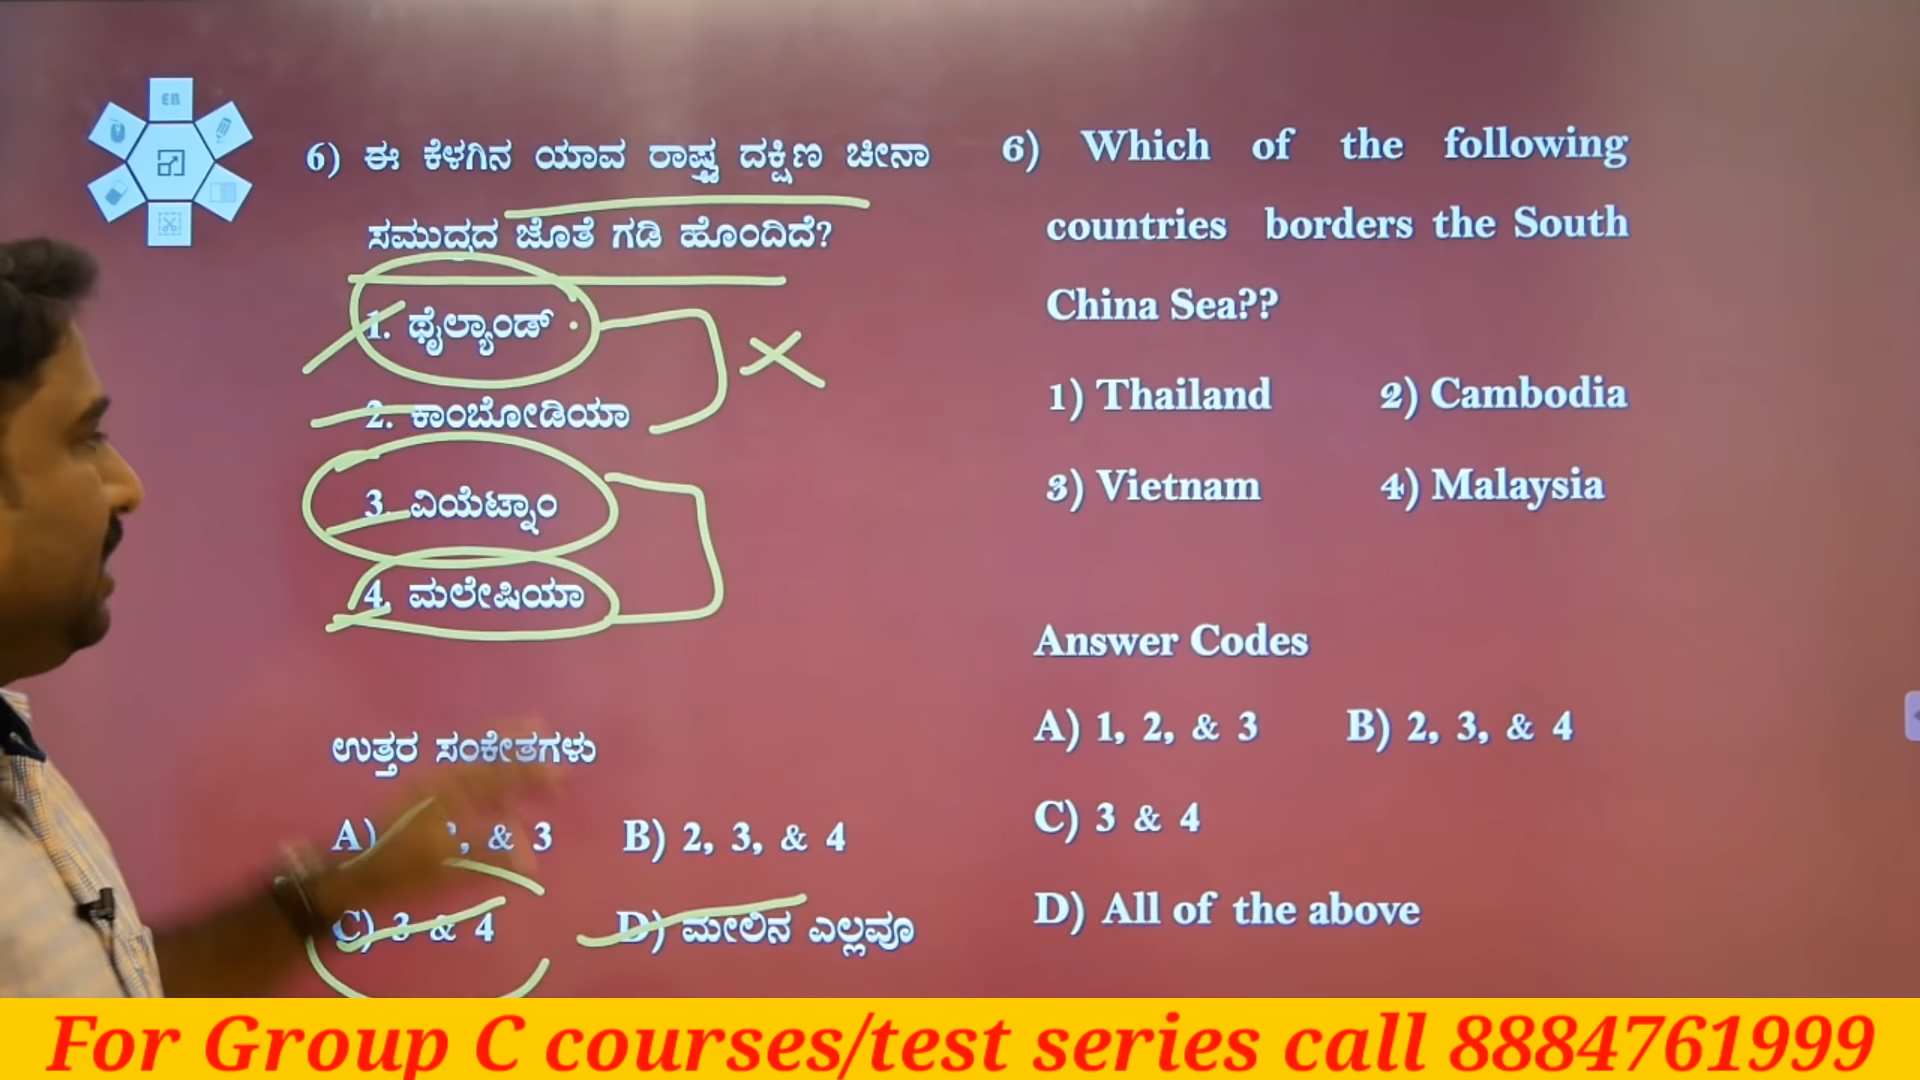 EB
6) ಈ ಕೆಳಗಿನ ಯಾವ ರಾಷ್ಟ್ರ ದಕ್ಷಿಣ ಚೀನಾ
ಸಮುದ್ರದ ಜೊತೆ ಗಡಿ ಹೊಂದಿದೆ?
1. ಥೈಲ್ಯಾಂಡ್
2. ಕಾಂಬೋಡಿಯಾ
3. ವಿಯೆಟ್ನಾಂ
4. ಮಲೇಷಿಯಾ
ಉತ್ತರ ಸಂಕೇತಗಳು
A) , & 3 B) 2, 3, & 4
C) 3 & 4 D) ಮೇಲಿನ ಎಲ್ಲವೂ
6) Which of the following
countries borders the South
China Sea??
1) Thailand 2) Cambodia
3) Vietnam 4) Malaysia
Answer Codes
A) 1, 2, & 3 B) 2, 3, & 4
C) 3 & 4
D) All of the above
For Group C courses/test series call 8884761999